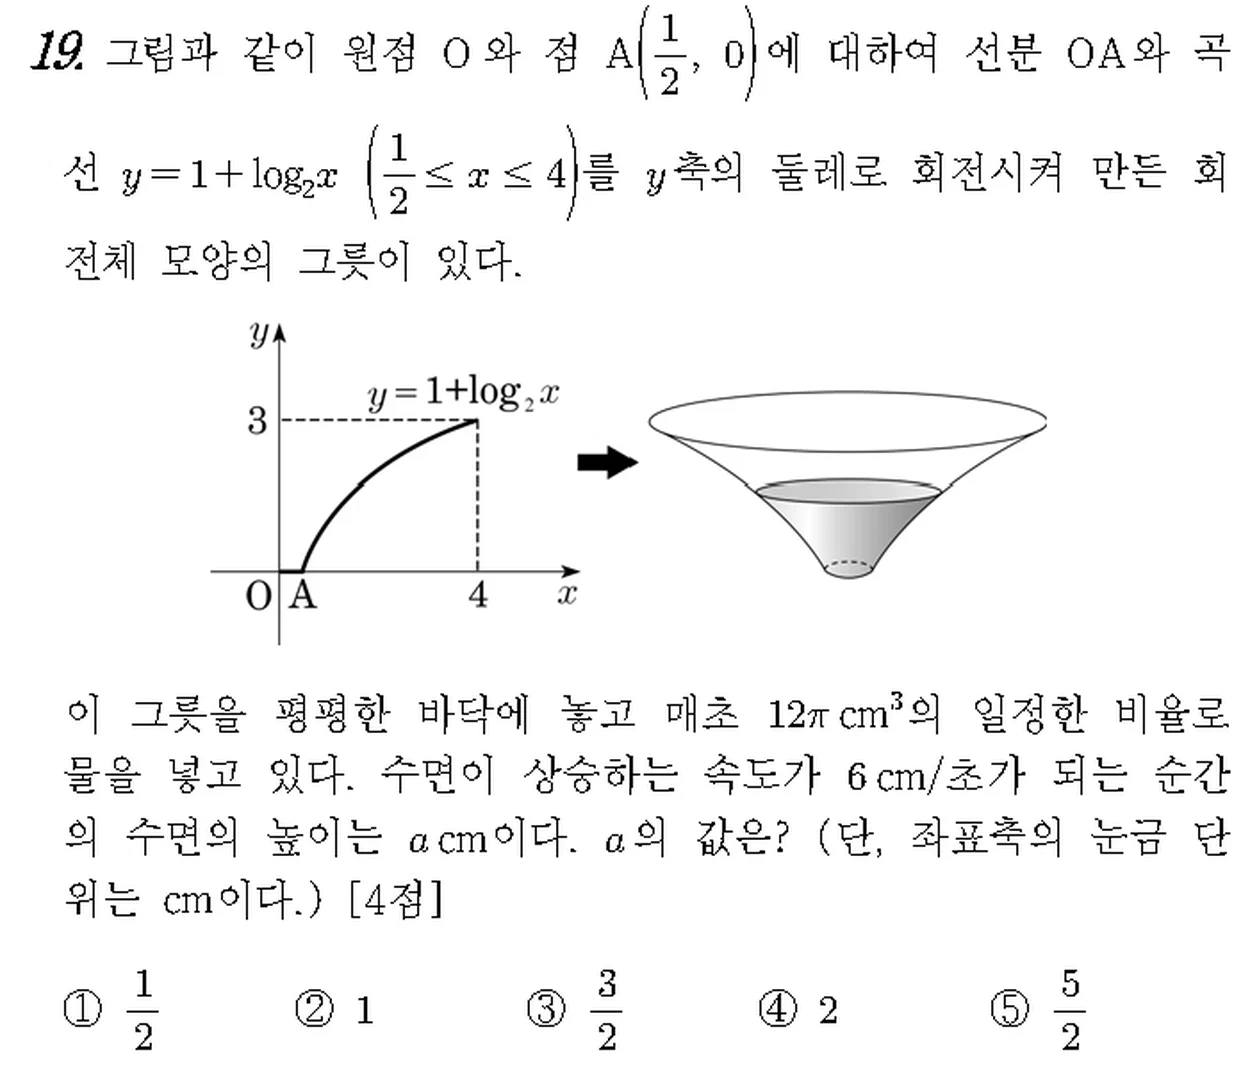 19. 그림과 같이 원점 O와 점 A(1/2, 0)에 대하여 선분 OA와 곡
선 y=1+log₂x (1/2 ≤ x ≤ 4)를 y축의 둘레로 회전시켜 만든 회
전체 모양의 그릇이 있다.
y
y=1+log₂x
3
O A 4 x
이 그릇을 평평한 바닥에 놓고 매초 12π cm³의 일정한 비율로
물을 넣고 있다. 수면이 상승하는 속도가 6 cm/초가 되는 순간
의 수면의 높이는 a cm이다. a의 값은? (단, 좌표축의 눈금 단
위는 cm이다.) [4점]
① 1/2 ② 1 ③ 3/2 ④ 2 ⑤ 5/2